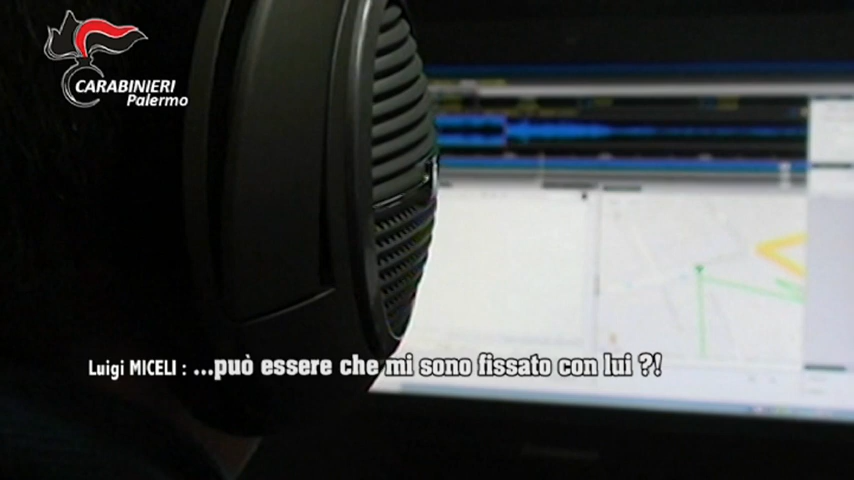 CARABINIERI
Palermo
Luigi MICELI : ...può essere che mi sono fissato con lui ?!